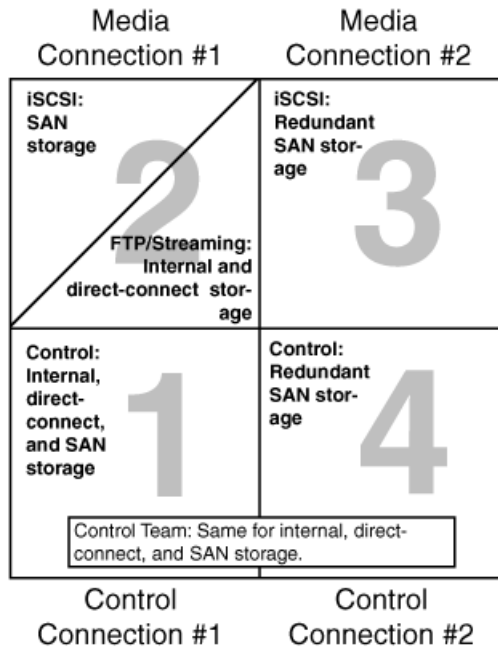 Media
Connection #1
Media
Connection #2
iSCSI:
SAN
storage
2
FTP/Streaming:
Internal and
direct-connect stor-
age
iSCSI:
Redundant
SAN stor-
age
3
Control:
Internal,
direct-
connect,
and SAN
storage
1
Control:
Redundant
SAN stor-
age
4
Control Team: Same for internal, direct-
connect, and SAN storage.
Control
Connection #1
Control
Connection #2